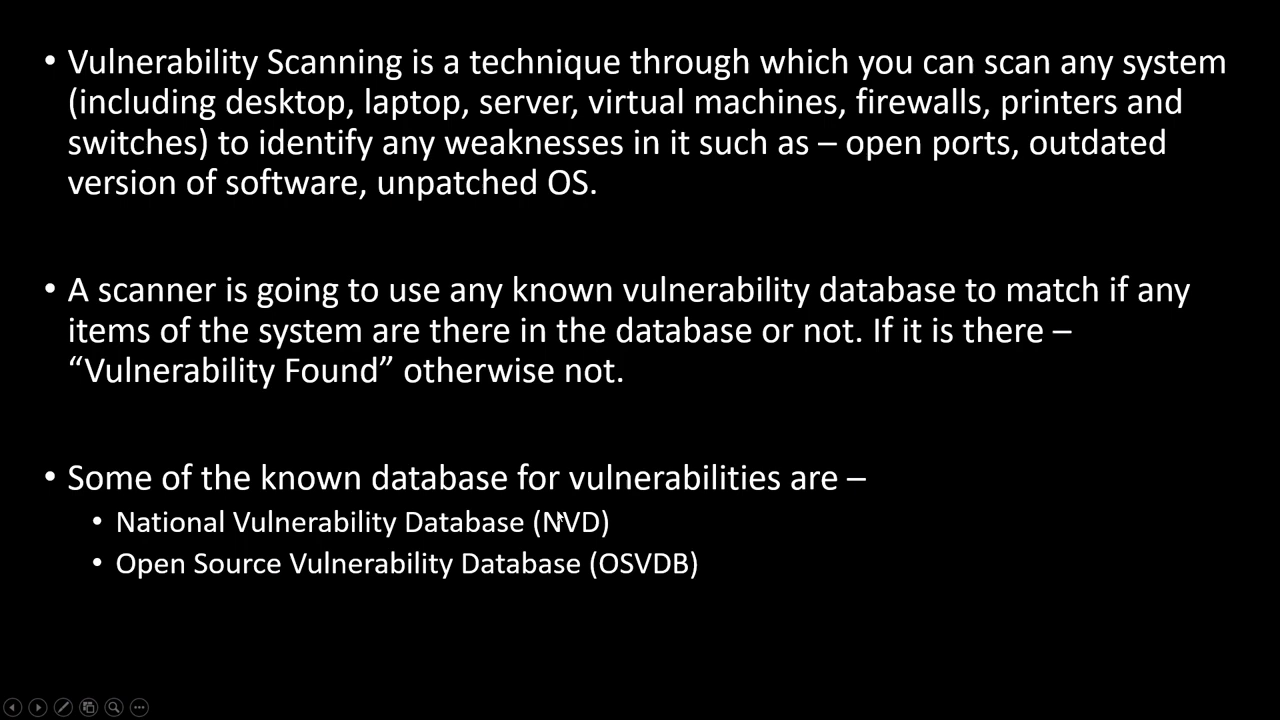 • Vulnerability Scanning is a technique through which you can scan any system
(including desktop, laptop, server, virtual machines, firewalls, printers and
switches) to identify any weaknesses in it such as – open ports, outdated
version of software, unpatched OS.
• A scanner is going to use any known vulnerability database to match if any
items of the system are there in the database or not. If it is there –
“Vulnerability Found” otherwise not.
• Some of the known database for vulnerabilities are –
• National Vulnerability Database (NVD)
• Open Source Vulnerability Database (OSVDB)